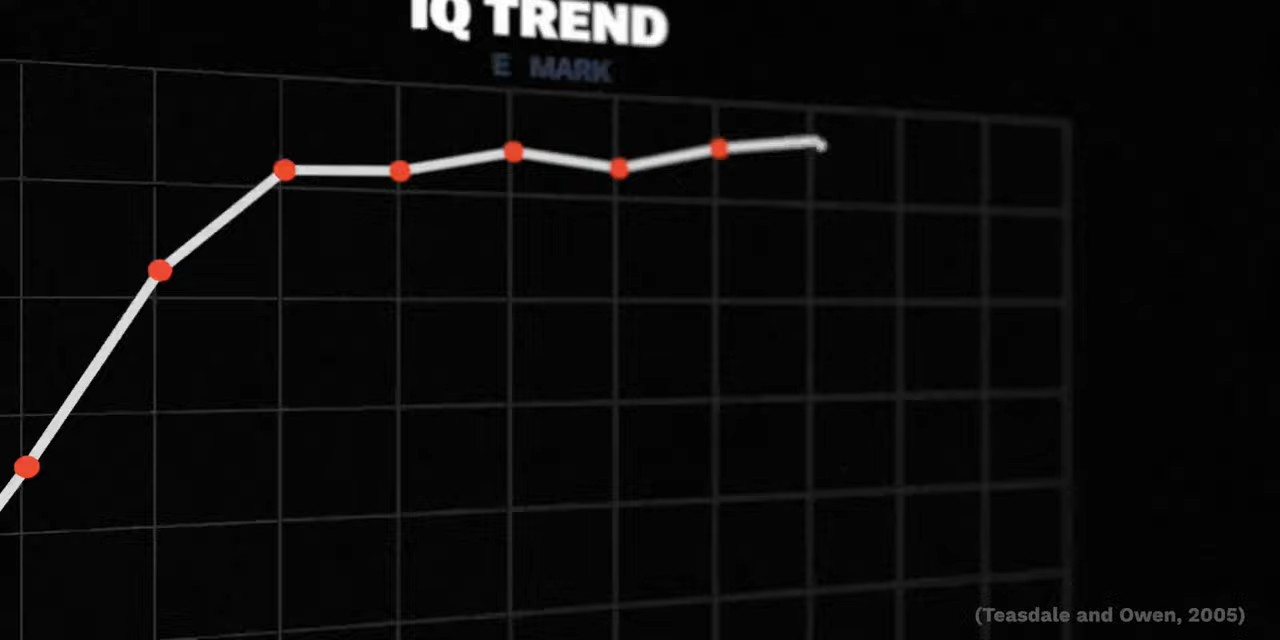 IQ TREND
E MARK
(Teasdale and Owen, 2005)